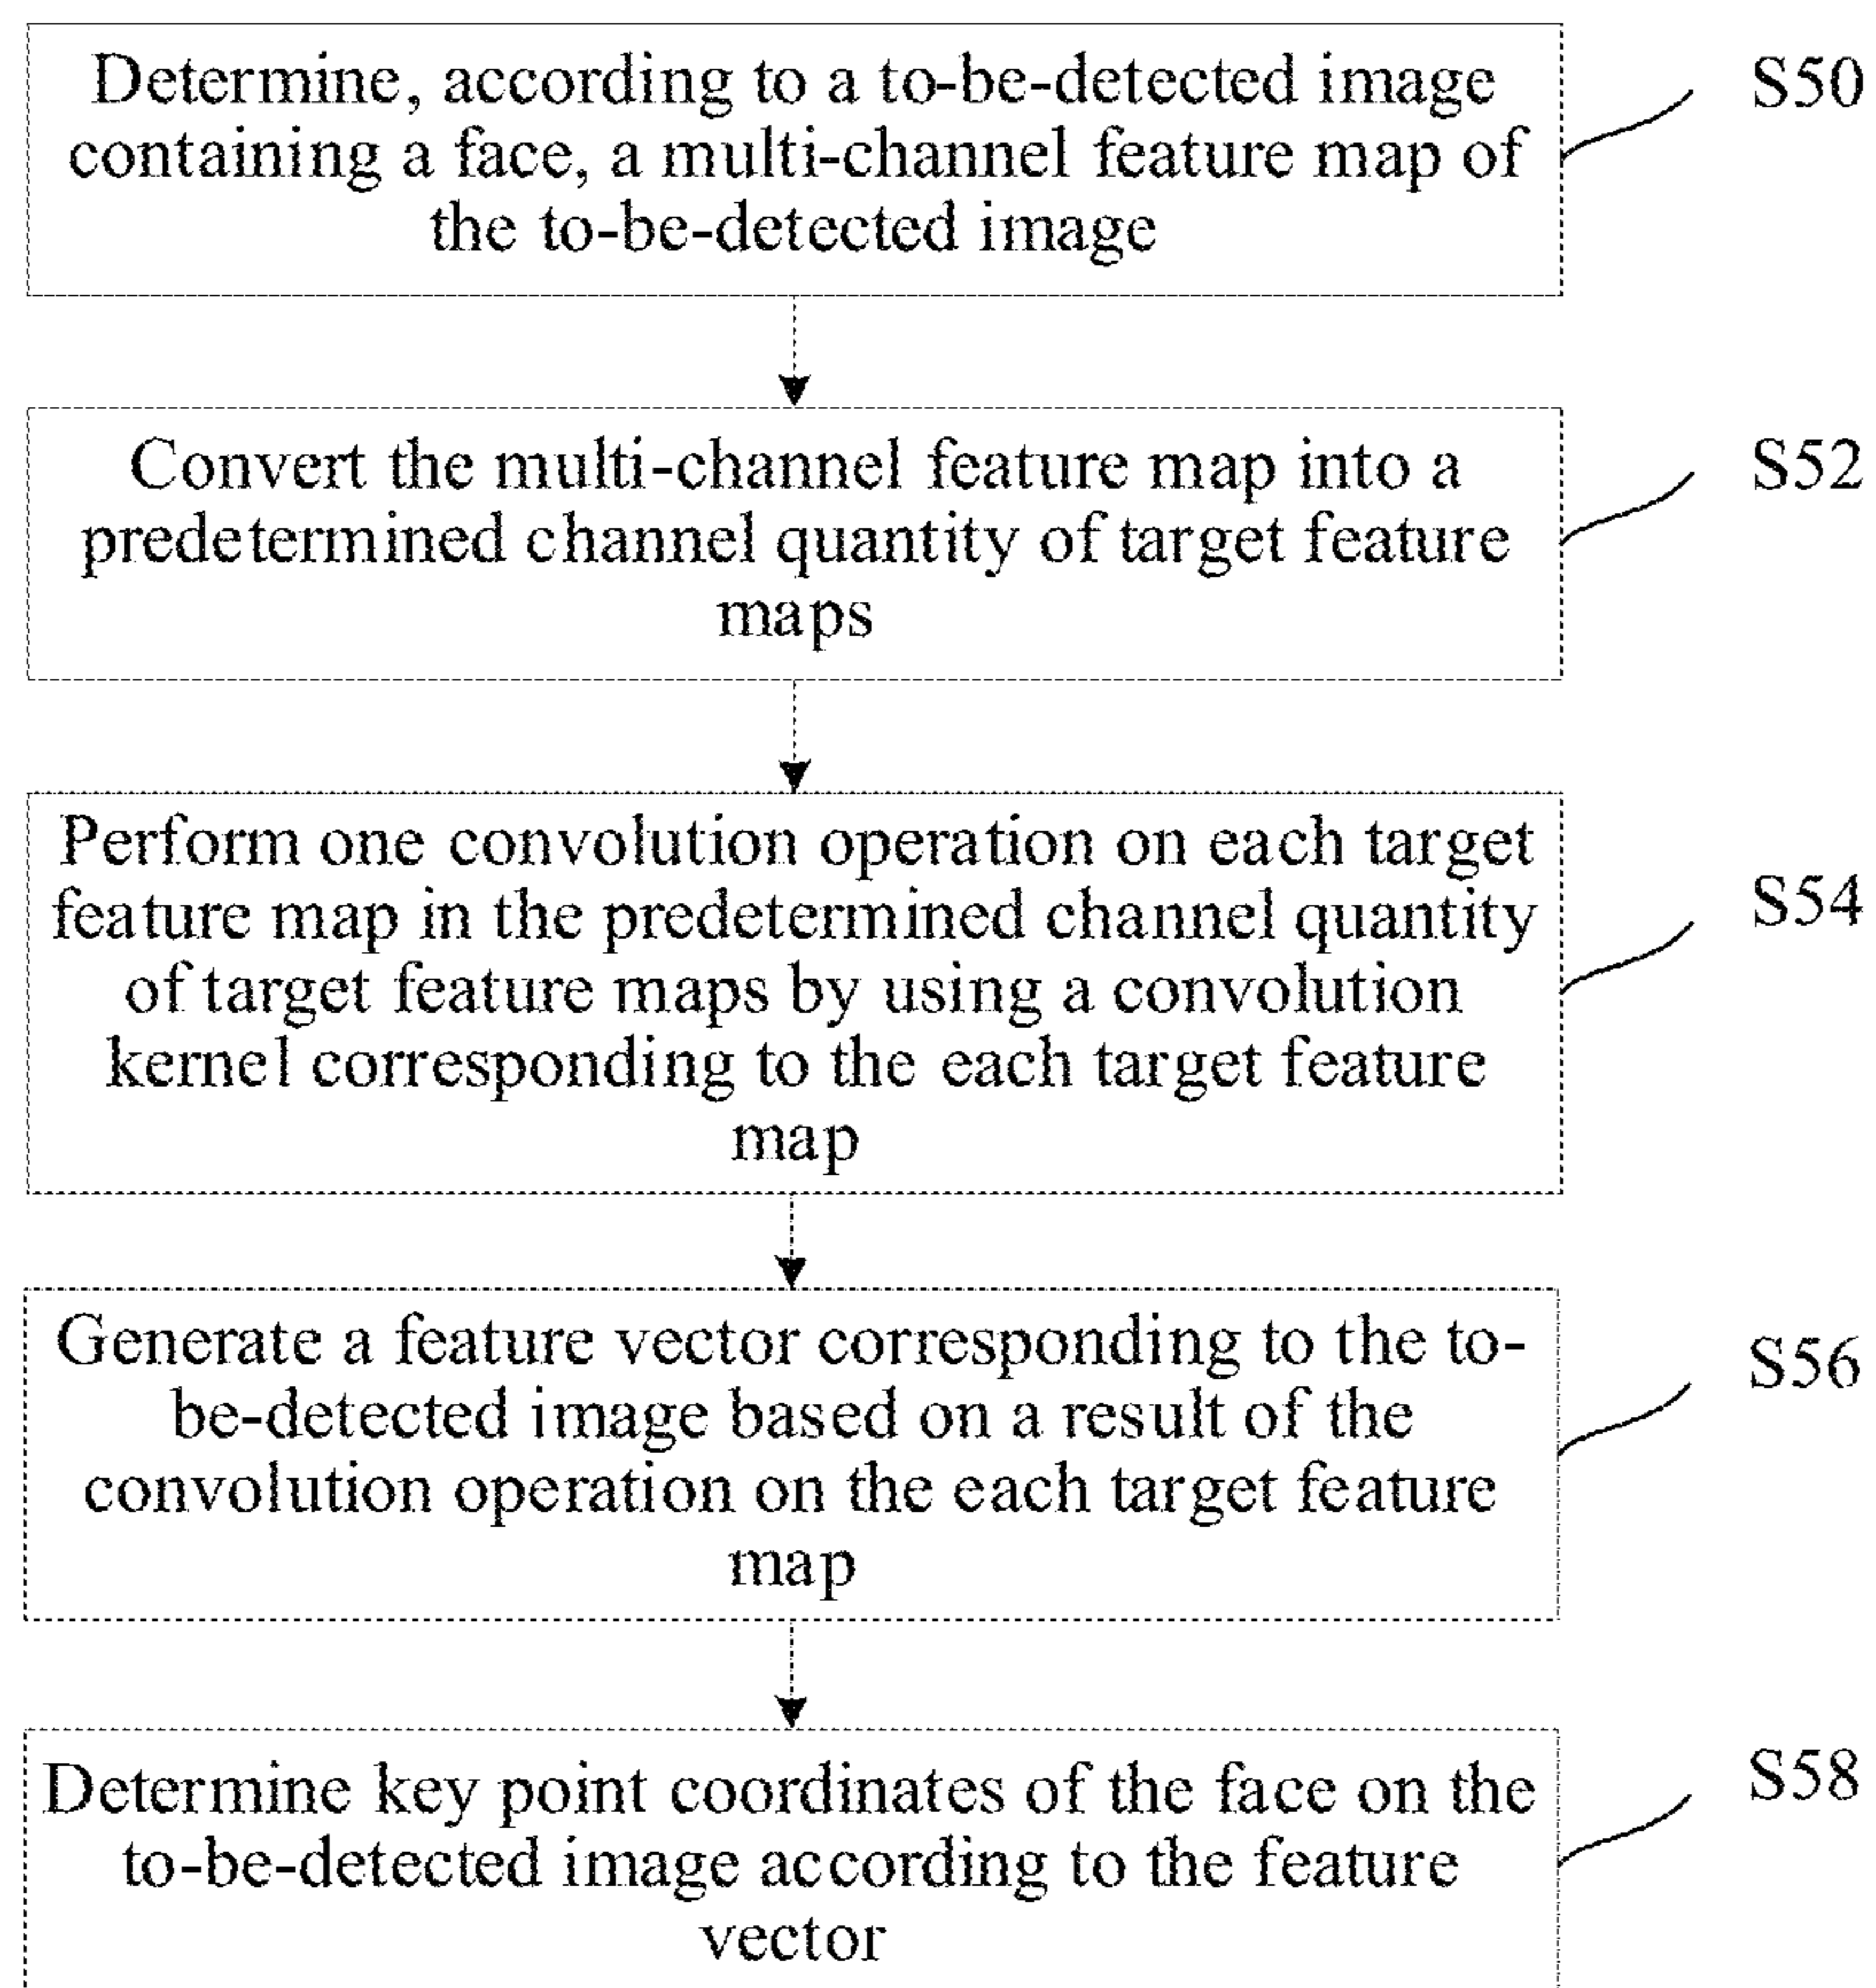 Determine, according to a to-be-detected image
containing a face, a multi-channel feature map of
the to-be-detected image
S50
Convert the multi-channel feature map into a
predetermined channel quantity of target feature
maps
S52
Perform one convolution operation on each target
feature map in the predetermined channel quantity
of target feature maps by using a convolution
kernel corresponding to the each target feature
map
S54
Generate a feature vector corresponding to the to-
be-detected image based on a result of the
convolution operation on the each target feature
map
S56
Determine key point coordinates of the face on the
to-be-detected image according to the feature
vector
S58